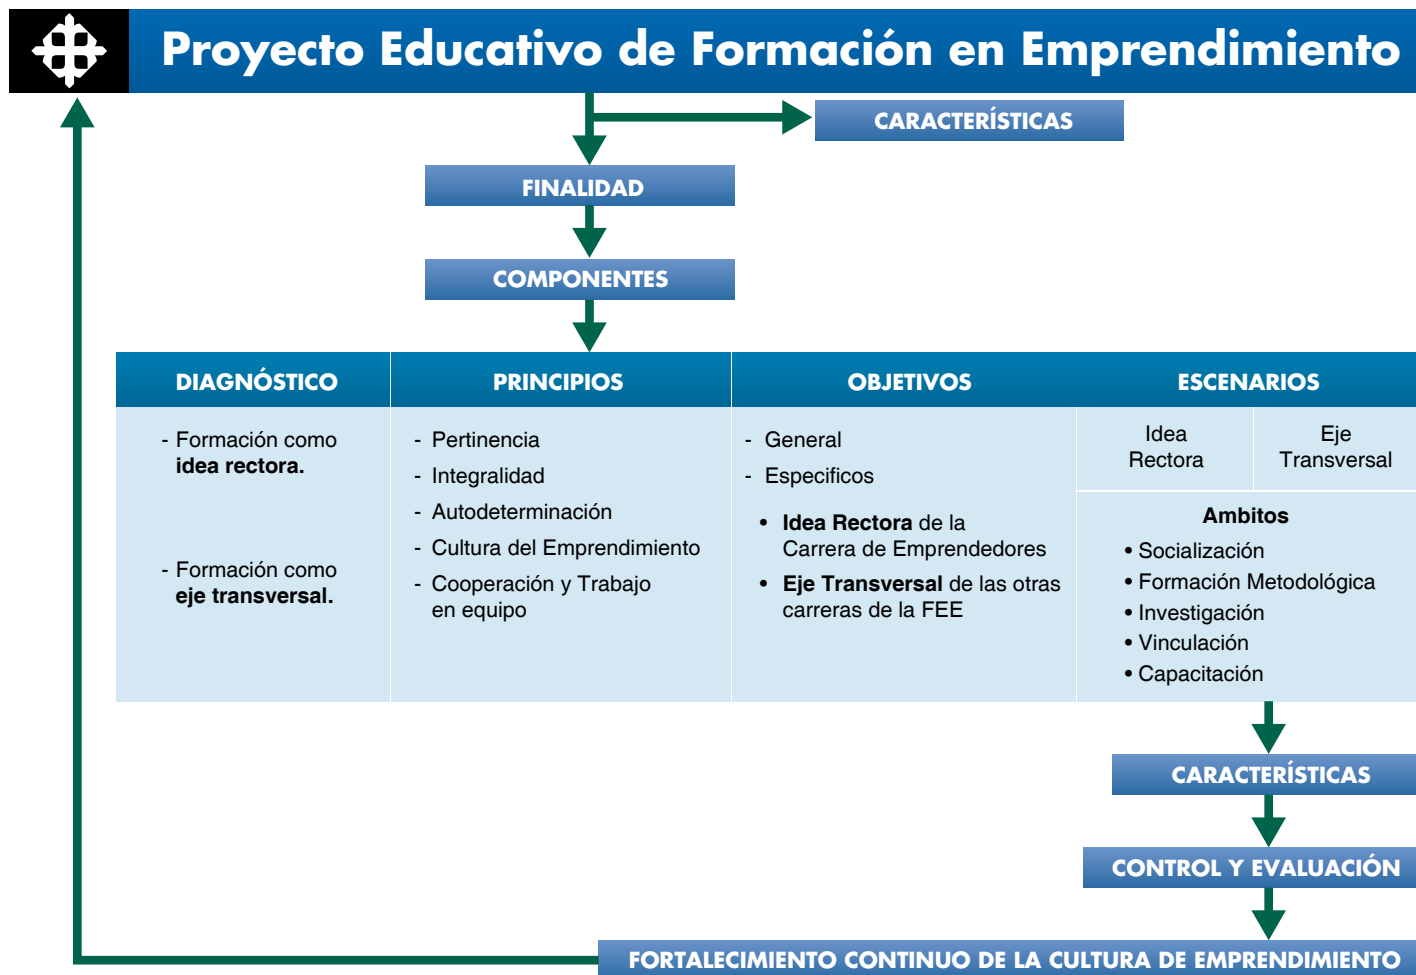 Proyecto Educativo de Formación en Emprendimiento
CARACTERÍSTICAS
FINALIDAD
COMPONENTES
DIAGNÓSTICO
- Formación como
idea rectora.
- Formación como
eje transversal.
PRINCIPIOS
- Pertinencia
- Integralidad
- Autodeterminación
- Cultura del Emprendimiento
- Cooperación y Trabajo
en equipo
OBJETIVOS
- General
- Especificos
• Idea Rectora de la
Carrera de Emprendedores
• Eje Transversal de las otras
carreras de la FEE
ESCENARIOS
Idea
Rectora
Eje
Transversal
Ambitos
• Socialización
• Formación Metodológica
• Investigación
• Vinculación
• Capacitación
CARACTERÍSTICAS
CONTROL Y EVALUACIÓN
FORTALECIMIENTO CONTINUO DE LA CULTURA DE EMPRENDIMIENTO